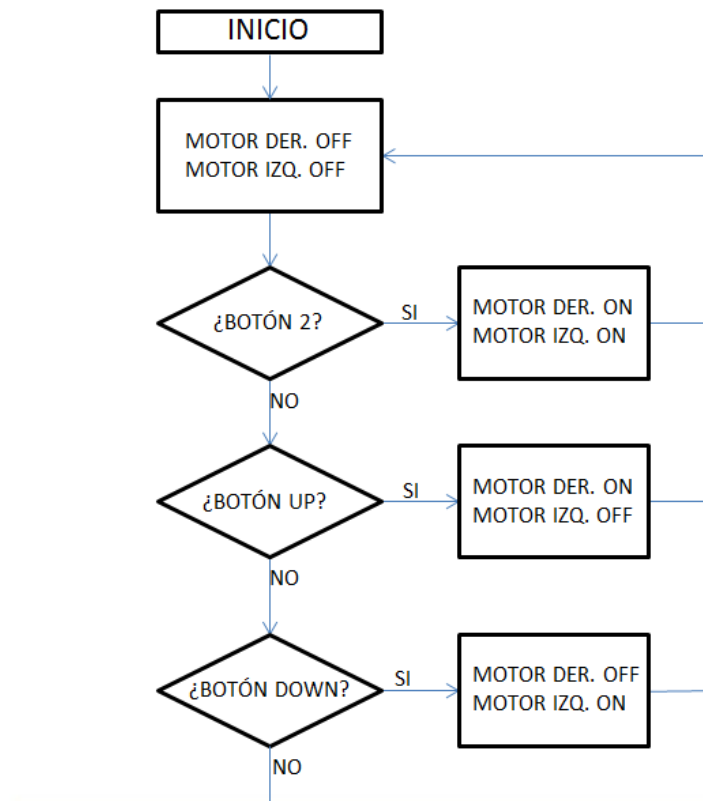 INICIO
MOTOR DER. OFF
MOTOR IZQ. OFF
¿BOTÓN 2?
SI
MOTOR DER. ON
MOTOR IZQ. ON
NO
¿BOTÓN UP?
SI
MOTOR DER. ON
MOTOR IZQ. OFF
NO
¿BOTÓN DOWN?
SI
MOTOR DER. OFF
MOTOR IZQ. ON
NO